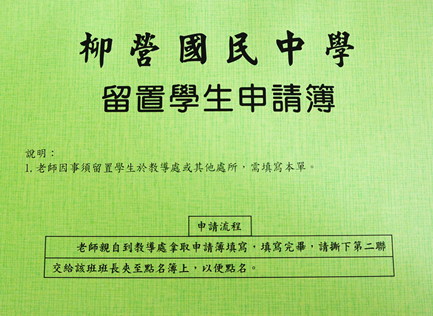 柳營國民中學
留置學生申請簿
說明：
1.老師因事須留置學生於教導處或其他處所，需填寫本單。
申請流程
老師親自到教導處拿取申請簿填寫，填寫完畢，請撕下第二聯
交給該班班長夾至點名簿上，以便點名。